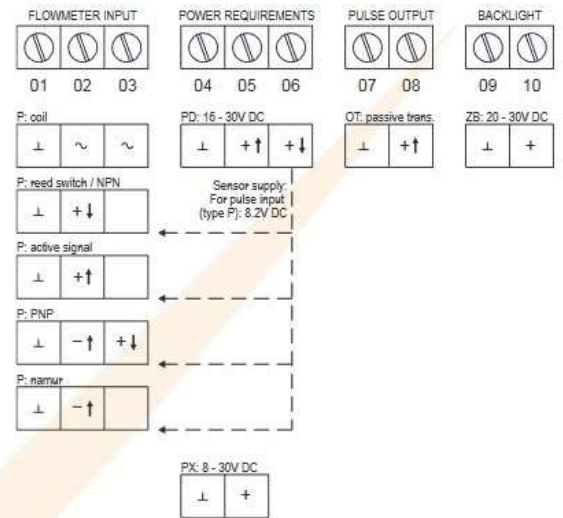 FLOWMETER INPUT
POWER REQUIREMENTS
PULSE OUTPUT
BACKLIGHT
01 02 03
04 05 06
07 08
09 10
P: coil
PD: 16 - 30V DC
OT: passive trans.
ZB: 20 - 30V DC
⊥ ~ ~
⊥ +↑ +↓
⊥ +↑
⊥ +
P: reed switch / NPN
⊥ +↓
Sensor supply:
For pulse input
(type P): 8.2V DC
P: active signal
⊥ +↑
P: PNP
⊥ -↑ +↓
P: namur
⊥ -↑
PX: 8 - 30V DC
⊥ +